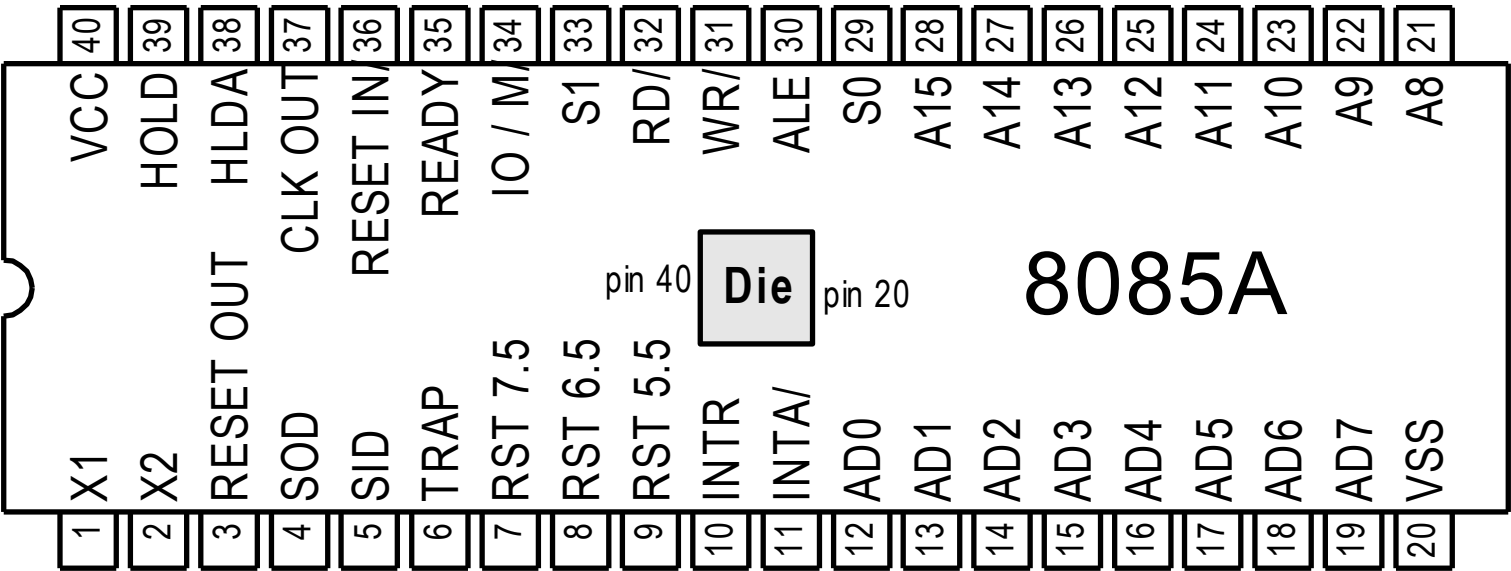 40 39 38 37 36 35 34 33 32 31 30 29 28 27 26 25 24 23 22 21
VCC
HOLD
HLDA
CLK OUT
RESET IN/
READY
IO / M/
S1
RD/
WR/
ALE
S0
A15
A14
A13
A12
A11
A10
A9
A8
pin 40
Die
pin 20
8085A
X1
X2
RESET OUT
SOD
SID
TRAP
RST 7.5
RST 6.5
RST 5.5
INTR
INTA/
AD0
AD1
AD2
AD3
AD4
AD5
AD6
AD7
VSS
1 2 3 4 5 6 7 8 9 10 11 12 13 14 15 16 17 18 19 20